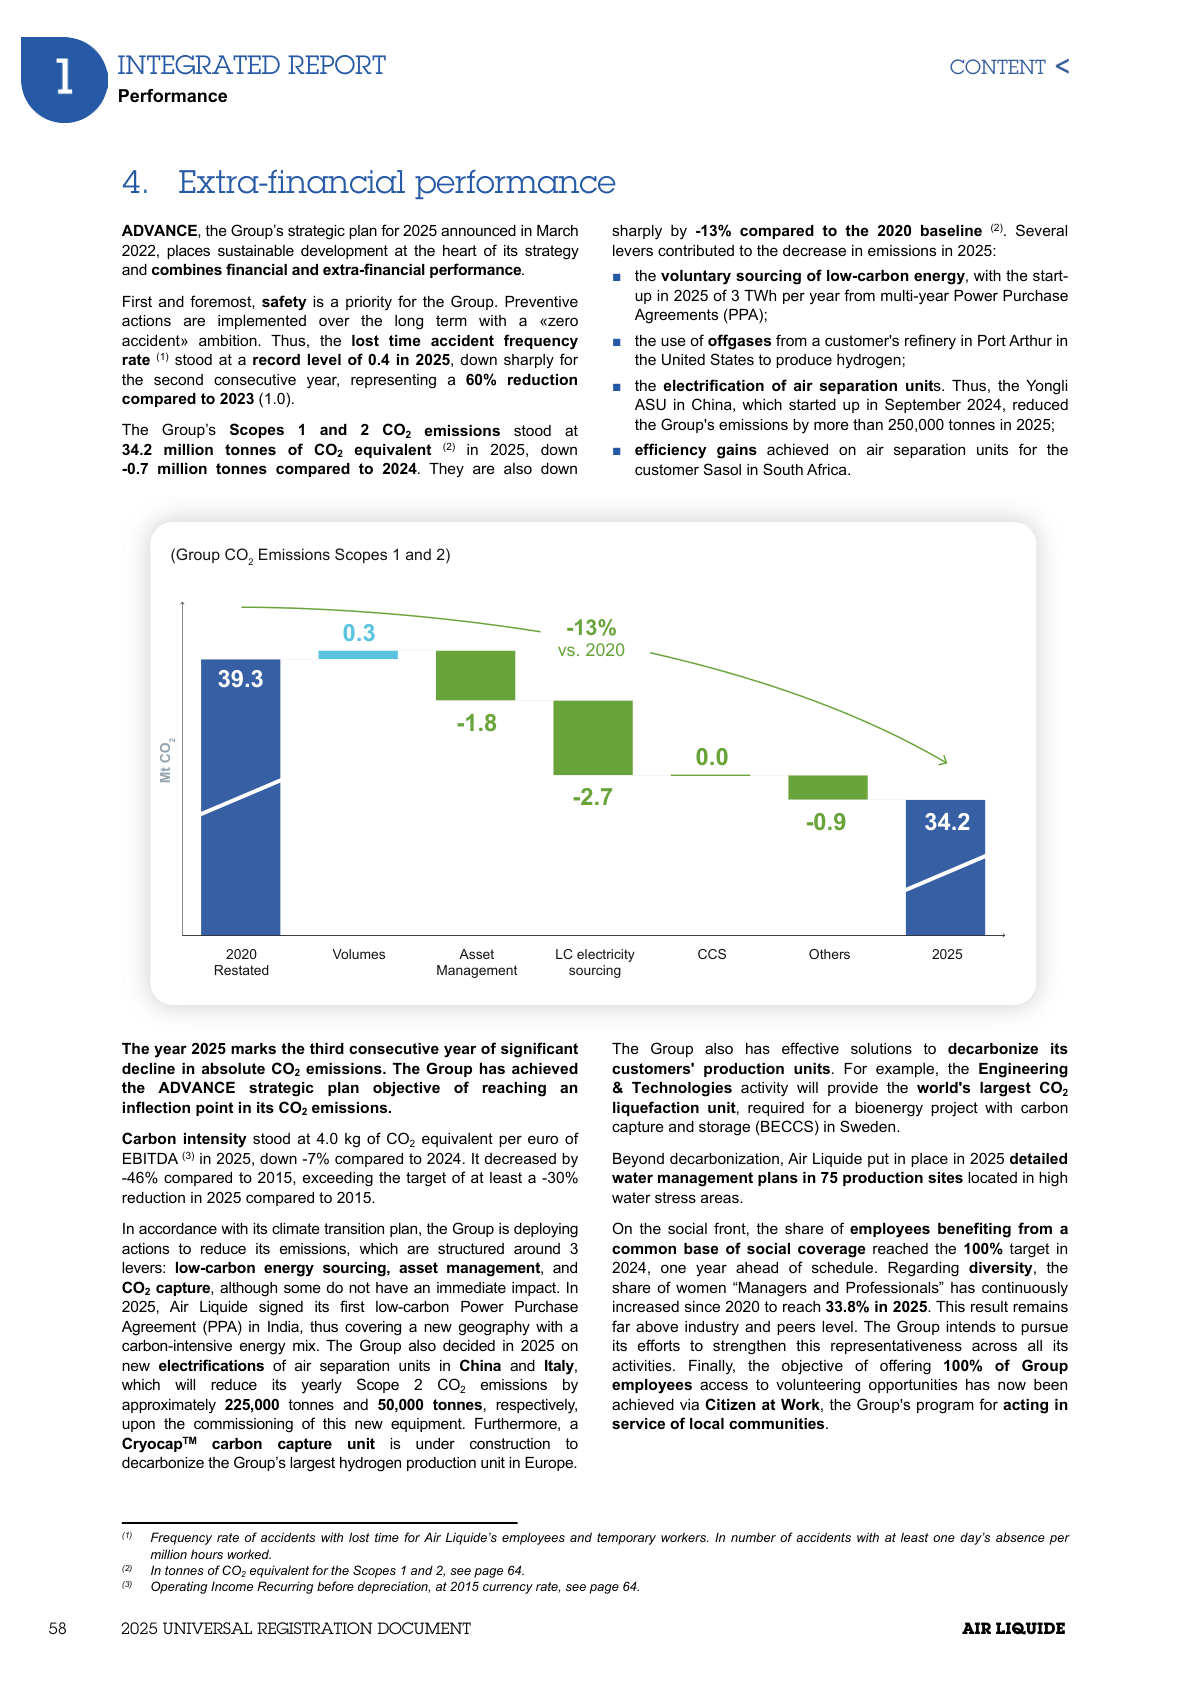 1
INTEGRATED REPORT
CONTENT <
Performance
4. Extra-financial performance
ADVANCE, the Group’s strategic plan for 2025 announced in March
2022, places sustainable development at the heart of its strategy
and combines financial and extra-financial performance.
First and foremost, safety is a priority for the Group. Preventive
actions are implemented over the long term with a «zero
accident» ambition. Thus, the lost time accident frequency
rate (1) stood at a record level of 0.4 in 2025, down sharply for
the second consecutive year, representing a 60% reduction
compared to 2023 (1.0).
The Group’s Scopes 1 and 2 CO2 emissions stood at
34.2 million tonnes of CO2 equivalent (2) in 2025, down
-0.7 million tonnes compared to 2024. They are also down
sharply by -13% compared to the 2020 baseline (2). Several
levers contributed to the decrease in emissions in 2025:
■ the voluntary sourcing of low-carbon energy, with the start-
up in 2025 of 3 TWh per year from multi-year Power Purchase
Agreements (PPA);
■ the use of offgases from a customer's refinery in Port Arthur in
the United States to produce hydrogen;
■ the electrification of air separation units. Thus, the Yongli
ASU in China, which started up in September 2024, reduced
the Group's emissions by more than 250,000 tonnes in 2025;
■ efficiency gains achieved on air separation units for the
customer Sasol in South Africa.
(Group CO2 Emissions Scopes 1 and 2)
Mt CO2
39.3
0.3
-1.8
-2.7
-13%
vs. 2020
0.0
-0.9
34.2
2020
Restated
Volumes
Asset
Management
LC electricity
sourcing
CCS
Others
2025
The year 2025 marks the third consecutive year of significant
decline in absolute CO2 emissions. The Group has achieved
the ADVANCE strategic plan objective of reaching an
inflection point in its CO2 emissions.
Carbon intensity stood at 4.0 kg of CO2 equivalent per euro of
EBITDA (3) in 2025, down -7% compared to 2024. It decreased by
-46% compared to 2015, exceeding the target of at least a -30%
reduction in 2025 compared to 2015.
In accordance with its climate transition plan, the Group is deploying
actions to reduce its emissions, which are structured around 3
levers: low-carbon energy sourcing, asset management, and
CO2 capture, although some do not have an immediate impact. In
2025, Air Liquide signed its first low-carbon Power Purchase
Agreement (PPA) in India, thus covering a new geography with a
carbon-intensive energy mix. The Group also decided in 2025 on
new electrifications of air separation units in China and Italy,
which will reduce its yearly Scope 2 CO2 emissions by
approximately 225,000 tonnes and 50,000 tonnes, respectively,
upon the commissioning of this new equipment. Furthermore, a
Cryocap™ carbon capture unit is under construction to
decarbonize the Group’s largest hydrogen production unit in Europe.
The Group also has effective solutions to decarbonize its
customers' production units. For example, the Engineering
& Technologies activity will provide the world's largest CO2
liquefaction unit, required for a bioenergy project with carbon
capture and storage (BECCS) in Sweden.
Beyond decarbonization, Air Liquide put in place in 2025 detailed
water management plans in 75 production sites located in high
water stress areas.
On the social front, the share of employees benefiting from a
common base of social coverage reached the 100% target in
2024, one year ahead of schedule. Regarding diversity, the
share of women “Managers and Professionals” has continuously
increased since 2020 to reach 33.8% in 2025. This result remains
far above industry and peers level. The Group intends to pursue
its efforts to strengthen this representativeness across all its
activities. Finally, the objective of offering 100% of Group
employees access to volunteering opportunities has now been
achieved via Citizen at Work, the Group's program for acting in
service of local communities.
(1) Frequency rate of accidents with lost time for Air Liquide’s employees and temporary workers. In number of accidents with at least one day’s absence per
million hours worked.
(2) In tonnes of CO2 equivalent for the Scopes 1 and 2, see page 64.
(3) Operating Income Recurring before depreciation, at 2015 currency rate, see page 64.
58
2025 UNIVERSAL REGISTRATION DOCUMENT
AIR LIQUIDE